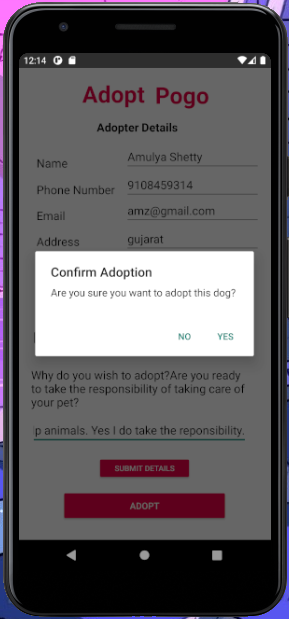 12:14
Adopt Pogo
Adopter Details
Name Amulya Shetty
Phone Number 9108459314
Email amz@gmail.com
Address gujarat
Confirm Adoption
Are you sure you want to adopt this dog?
NO YES
Why do you wish to adopt?Are you ready
to take the reponsibility of taking care of
your pet?
animals. Yes I do take the reponsibility.
SUBMIT DETAILS
ADOPT